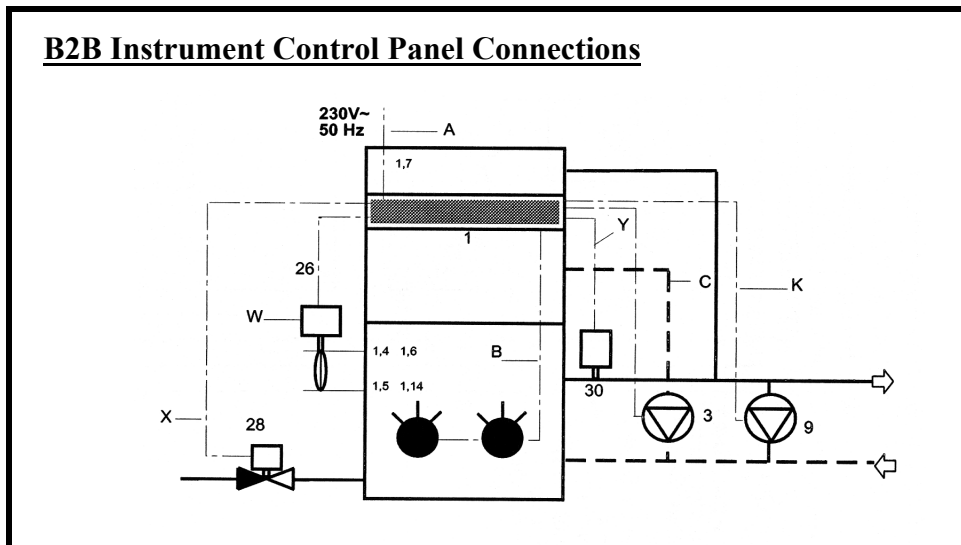 B2B Instrument Control Panel Connections
230V~
50 Hz
A
1,7
1
Y
26
C
K
W
1,4 1,6
B
1,5 1,14
30
X
28
3
9